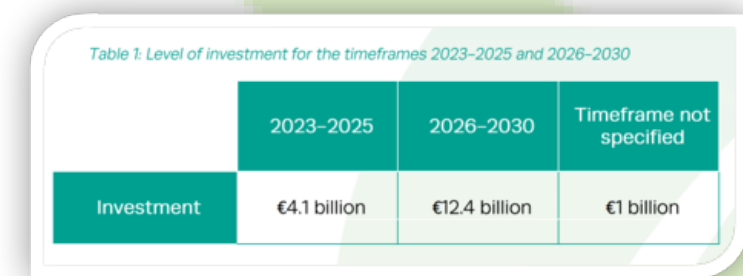 Table 1: Level of investment for the timeframes 2023–2025 and 2026–2030
2023–2025 2026–2030 Timeframe not specified
Investment €4.1 billion €12.4 billion €1 billion